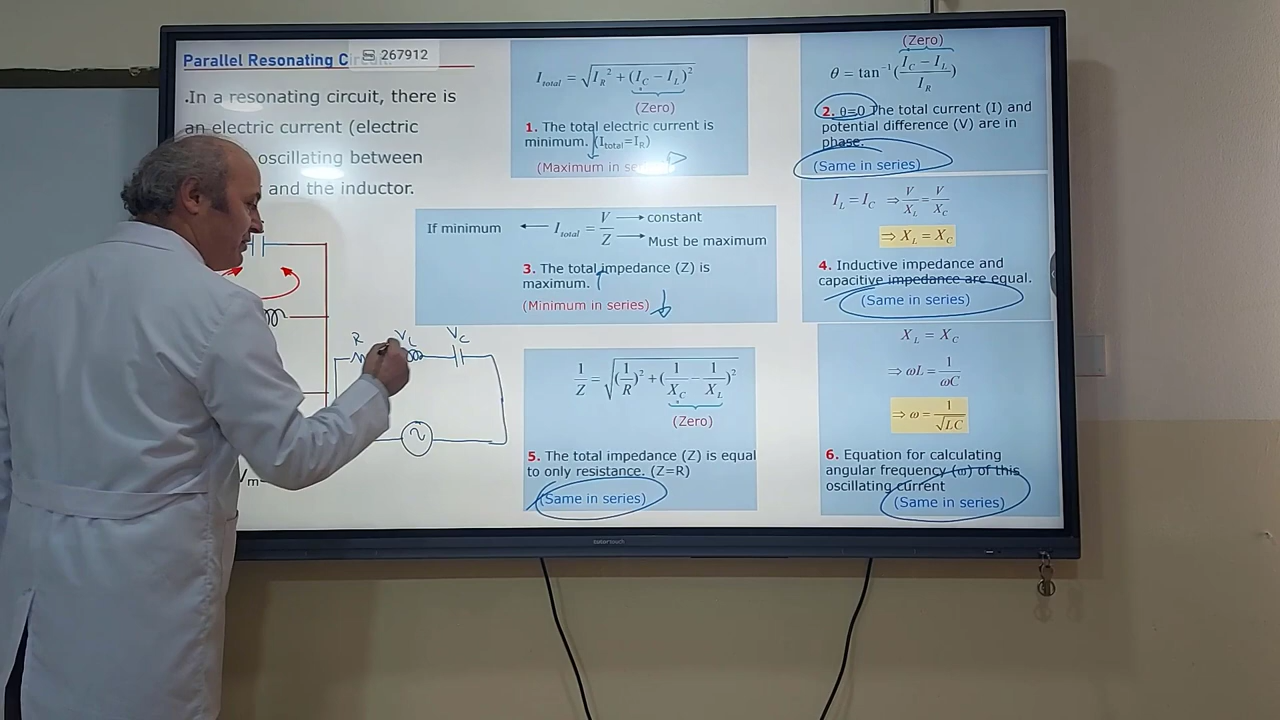 Parallel Resonating C
267912
.In a resonating circuit, there is
an electric current (electric
oscillating between
and the inductor.
R V_L V_C
V_m
I_total = √(I_R² + (I_C − I_L)²)
(Zero)
1. The total electric current is
minimum. (I_total=I_R)
(Maximum in se
(Zero)
θ = tan⁻¹((I_C − I_L)/I_R)
2. θ=0 The total current (I) and
potential difference (V) are in
phase.
(Same in series)
If minimum ← I_total = V/Z → constant
→ Must be maximum
3. The total impedance (Z) is
maximum.
(Minimum in series)
I_L = I_C ⇒ V/X_L = V/X_C
⇒ X_L = X_C
4. Inductive impedance and
capacitive impedance are equal.
(Same in series)
1/Z = √((1/R)² + (1/X_C − 1/X_L)²)
(Zero)
5. The total impedance (Z) is equal
to only resistance. (Z=R)
(Same in series)
X_L = X_C
⇒ ωL = 1/ωC
⇒ ω = 1/√LC
6. Equation for calculating
angular frequency (ω) of this
oscillating current
(Same in series)
tutortouch